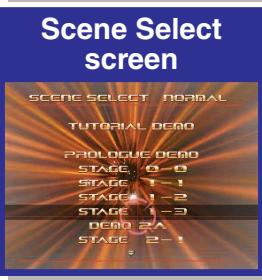 Scene Select
screen
SCENE SELECT NORMAL
TUTORIAL DEMO
PROLOGUE DEMO
STAGE 0-0
STAGE 1-1
STAGE 1-2
STAGE 1-3
DEMO 2A
STAGE 2-1